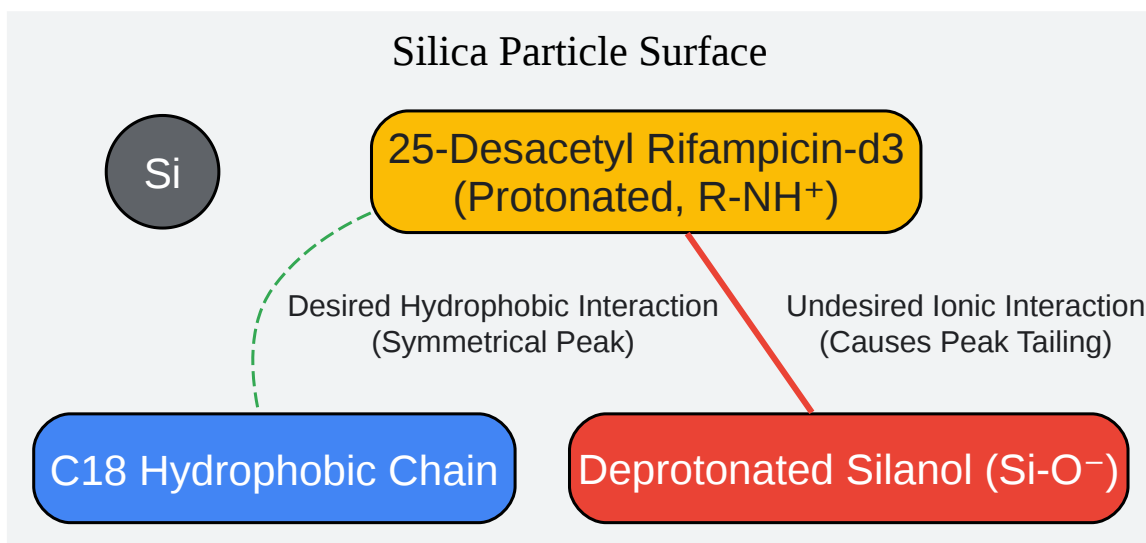 Silica Particle Surface
Si
25-Desacetyl Rifampicin-d3
(Protonated, R-NH⁺)
Desired Hydrophobic Interaction
(Symmetrical Peak)
Undesired Ionic Interaction
(Causes Peak Tailing)
C18 Hydrophobic Chain
Deprotonated Silanol (Si-O⁻)